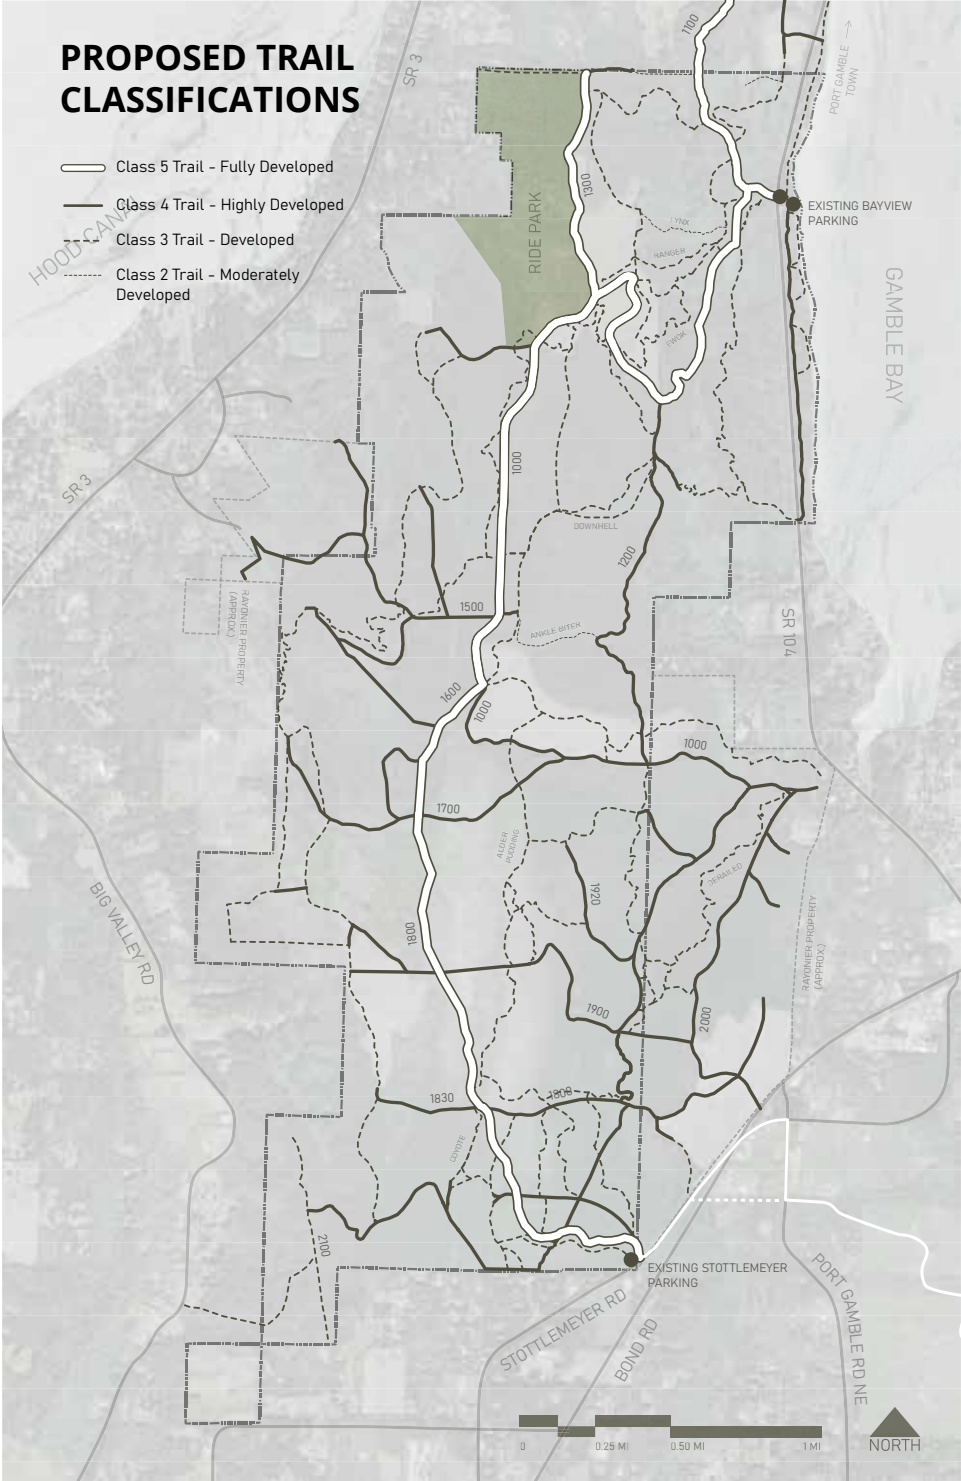 PROPOSED TRAIL
CLASSIFICATIONS
Class 5 Trail - Fully Developed
Class 4 Trail - Highly Developed
Class 3 Trail - Developed
Class 2 Trail - Moderately
Developed
SR 3
1100
PORT GAMBLE
TOWN
HOOD CANAL
RIDE PARK
1300
EXISTING BAYVIEW
PARKING
LYNX
RANGER
EWOK
GAMBLE BAY
SR 3
1000
DOWNHELL
1200
RAYONIER PROPERTY
(APPROX.)
1500
ANKLE BITER
SR 104
1600
1000
1000
1700
ALDER
PUDDING
DERAILED
1920
BIG VALLEY RD
1800
RAYONIER PROPERTY
(APPROX.)
1900
2000
1830
1800
COYOTE
2100
EXISTING STOTTLEMEYER
PARKING
STOTTLEMEYER RD
BOND RD
PORT GAMBLE RD NE
0
0.25 MI
0.50 MI
1 MI
NORTH